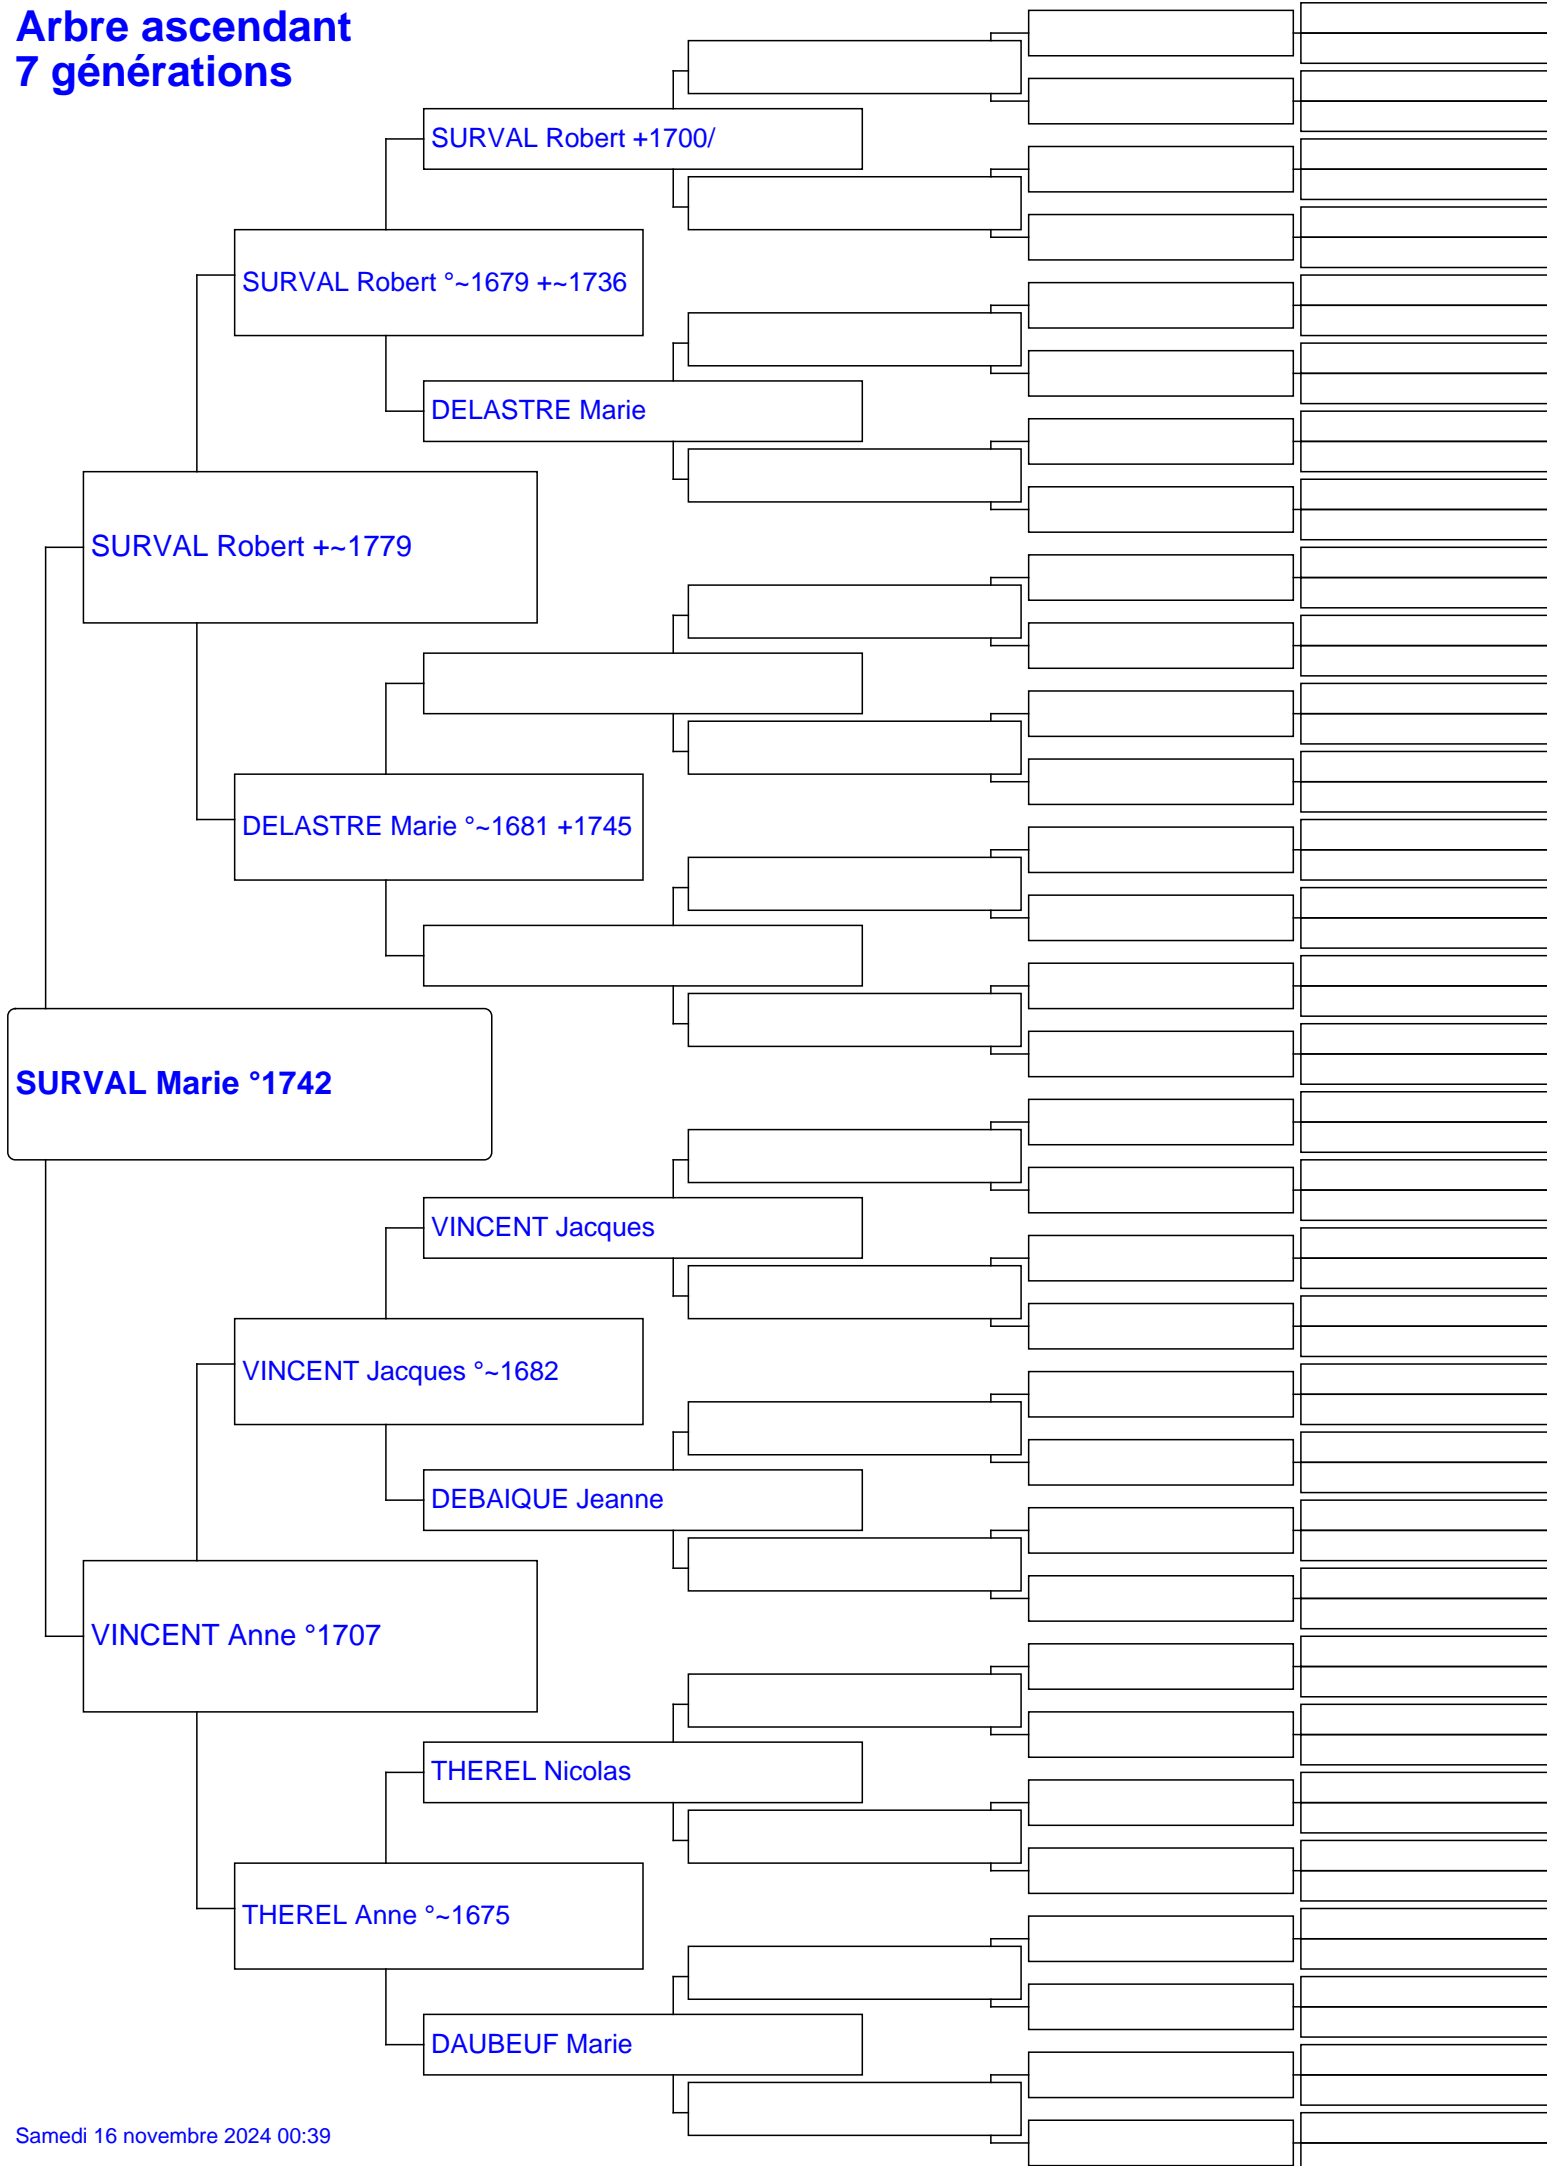 Arbre ascendant
7 générations
SURVAL Robert +1700/
SURVAL Robert °~1679 +~1736
DELASTRE Marie
SURVAL Robert +~1779
DELASTRE Marie °~1681 +1745
SURVAL Marie °1742
VINCENT Jacques
VINCENT Jacques °~1682
DEBAIQUE Jeanne
VINCENT Anne °1707
THEREL Nicolas
THEREL Anne °~1675
DAUBEUF Marie
Samedi 16 novembre 2024 00:39